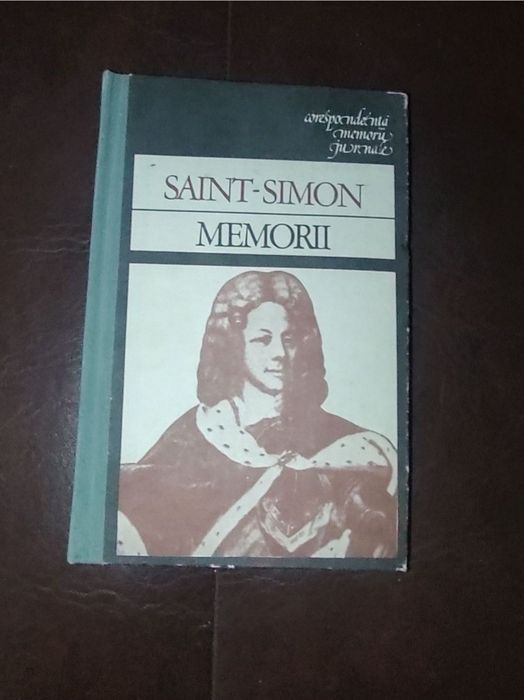 corespondență
memorii
jurnale
SAINT-SIMON
MEMORII